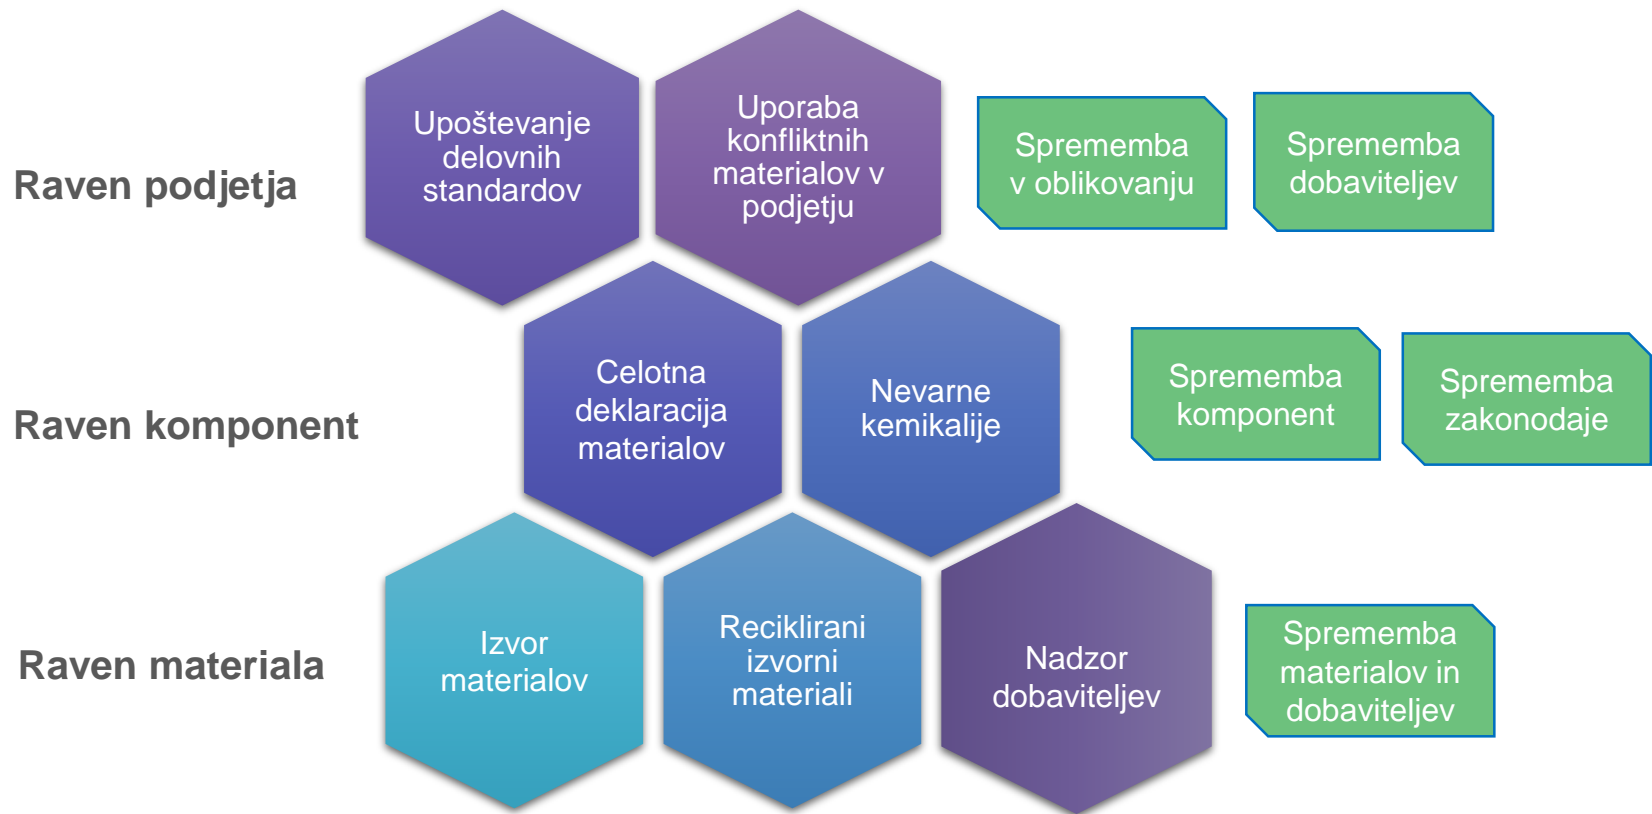 Raven podjetja
Upoštevanje
delovnih
standardov
Uporaba
konfliktnih
materialov v
podjetju
Sprememba
v oblikovanju
Sprememba
dobaviteljev
Raven komponent
Celotna
deklaracija
materialov
Nevarne
kemikalije
Sprememba
komponent
Sprememba
zakonodaje
Raven materiala
Izvor
materialov
Reciklirani
izvorni
materiali
Nadzor
dobaviteljev
Sprememba
materialov in
dobaviteljev